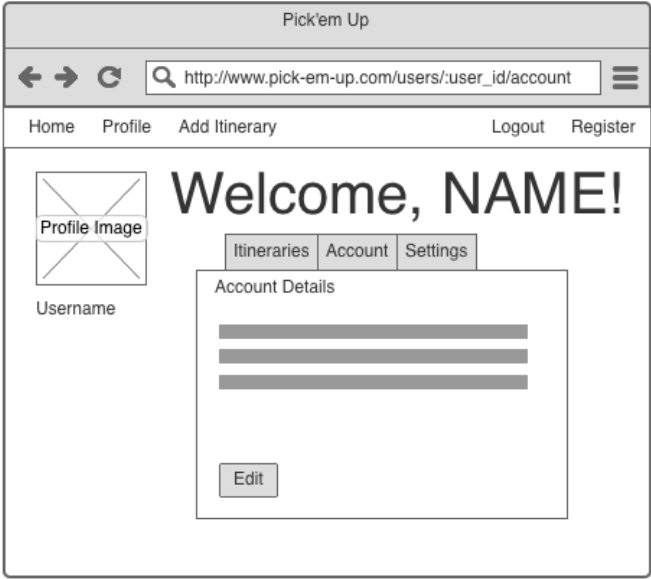 Pick'em Up
http://www.pick-em-up.com/users/:user_id/account
Home Profile Add Itinerary Logout Register
Welcome, NAME!
Profile Image
Username
Itineraries Account Settings
Account Details
Edit